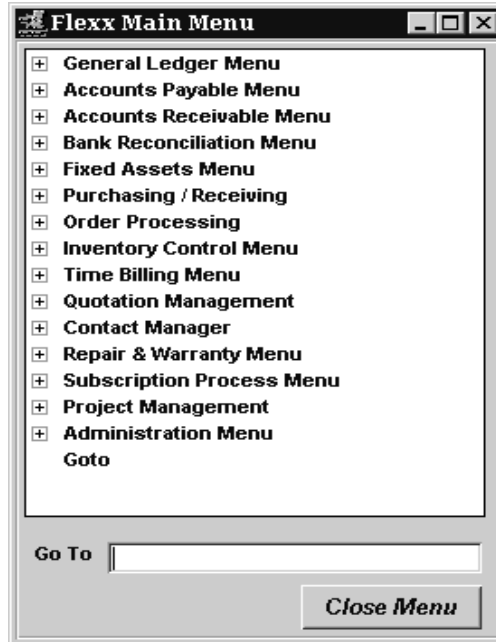 Flexx Main Menu
General Ledger Menu
Accounts Payable Menu
Accounts Receivable Menu
Bank Reconciliation Menu
Fixed Assets Menu
Purchasing / Receiving
Order Processing
Inventory Control Menu
Time Billing Menu
Quotation Management
Contact Manager
Repair & Warranty Menu
Subscription Process Menu
Project Management
Administration Menu
Goto
Go To
Close Menu